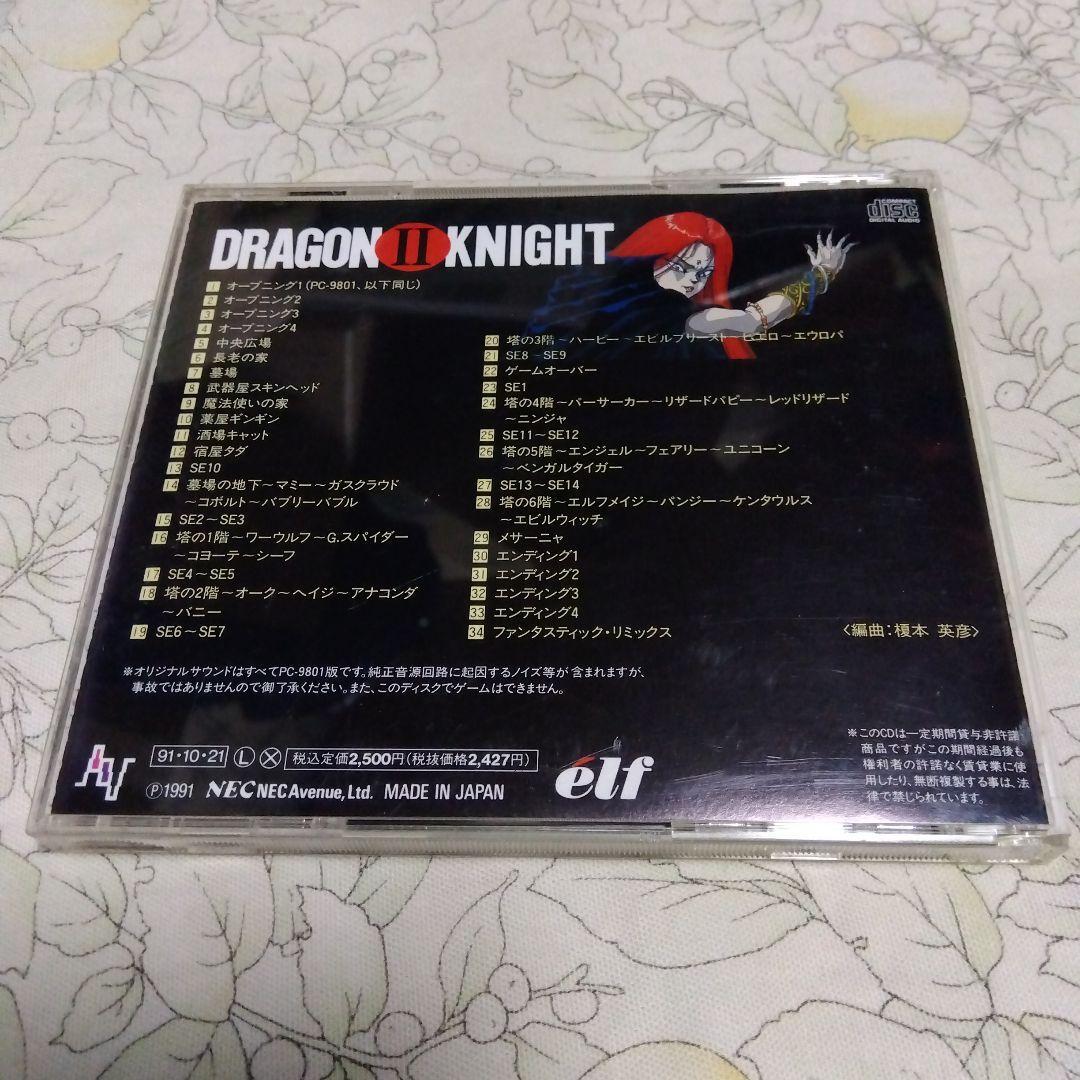 COMPACT
disc
DIGITAL AUDIO
DRAGON II KNIGHT
1 オープニング1(PC-9801、以下同じ)
2 オープニング2
3 オープニング3
4 オープニング4
5 中央広場
6 長老の家
7 墓場
8 武器屋スキンヘッド
9 魔法使いの家
10 薬屋ギンギン
11 酒場キャット
12 宿屋タダ
13 SE10
14 墓場の地下〜マミー〜ガスクラウド
〜コボルト〜バブリーバブル
15 SE2〜SE3
16 塔の1階〜ワーウルフ〜G.スパイダー
〜コヨーテ〜シーフ
17 SE4〜SE5
18 塔の2階〜オーク〜ヘイジ〜アナコンダ
〜バニー
19 SE6〜SE7
20 塔の3階〜ハーピー〜エビルプリースト〜ピエロ〜エウロパ
21 SE8〜SE9
22 ゲームオーバー
23 SE1
24 塔の4階〜バーサーカー〜リザードパピー〜レッドリザード
〜ニンジャ
25 SE11〜SE12
26 塔の5階〜エンジェル〜フェアリー〜ユニコーン
〜ベンガルタイガー
27 SE13〜SE14
28 塔の6階〜エルフメイジ〜パンジー〜ケンタウルス
〜エビルウィッチ
29 メサーニャ
30 エンディング1
31 エンディング2
32 エンディング3
33 エンディング4
34 ファンタスティック・リミックス
〈編曲:榎本 英彦〉
※オリジナルサウンドはすべてPC-9801版です。純正音源回路に起因するノイズ等が含まれますが、
事故ではありませんので御了承ください。また、このディスクでゲームはできません。
91・10・21 Ⓛ Ⓧ 税込定価2,500円(税抜価格2,427円)
Ⓟ1991 NEC NEC Avenue, Ltd. MADE IN JAPAN
élf
※このCDは一定期間貸与非許諾
商品ですがこの期間経過後も
権利者の許諾なく賃貸業に使
用したり、無断複製する事は、法
律で禁じられています。